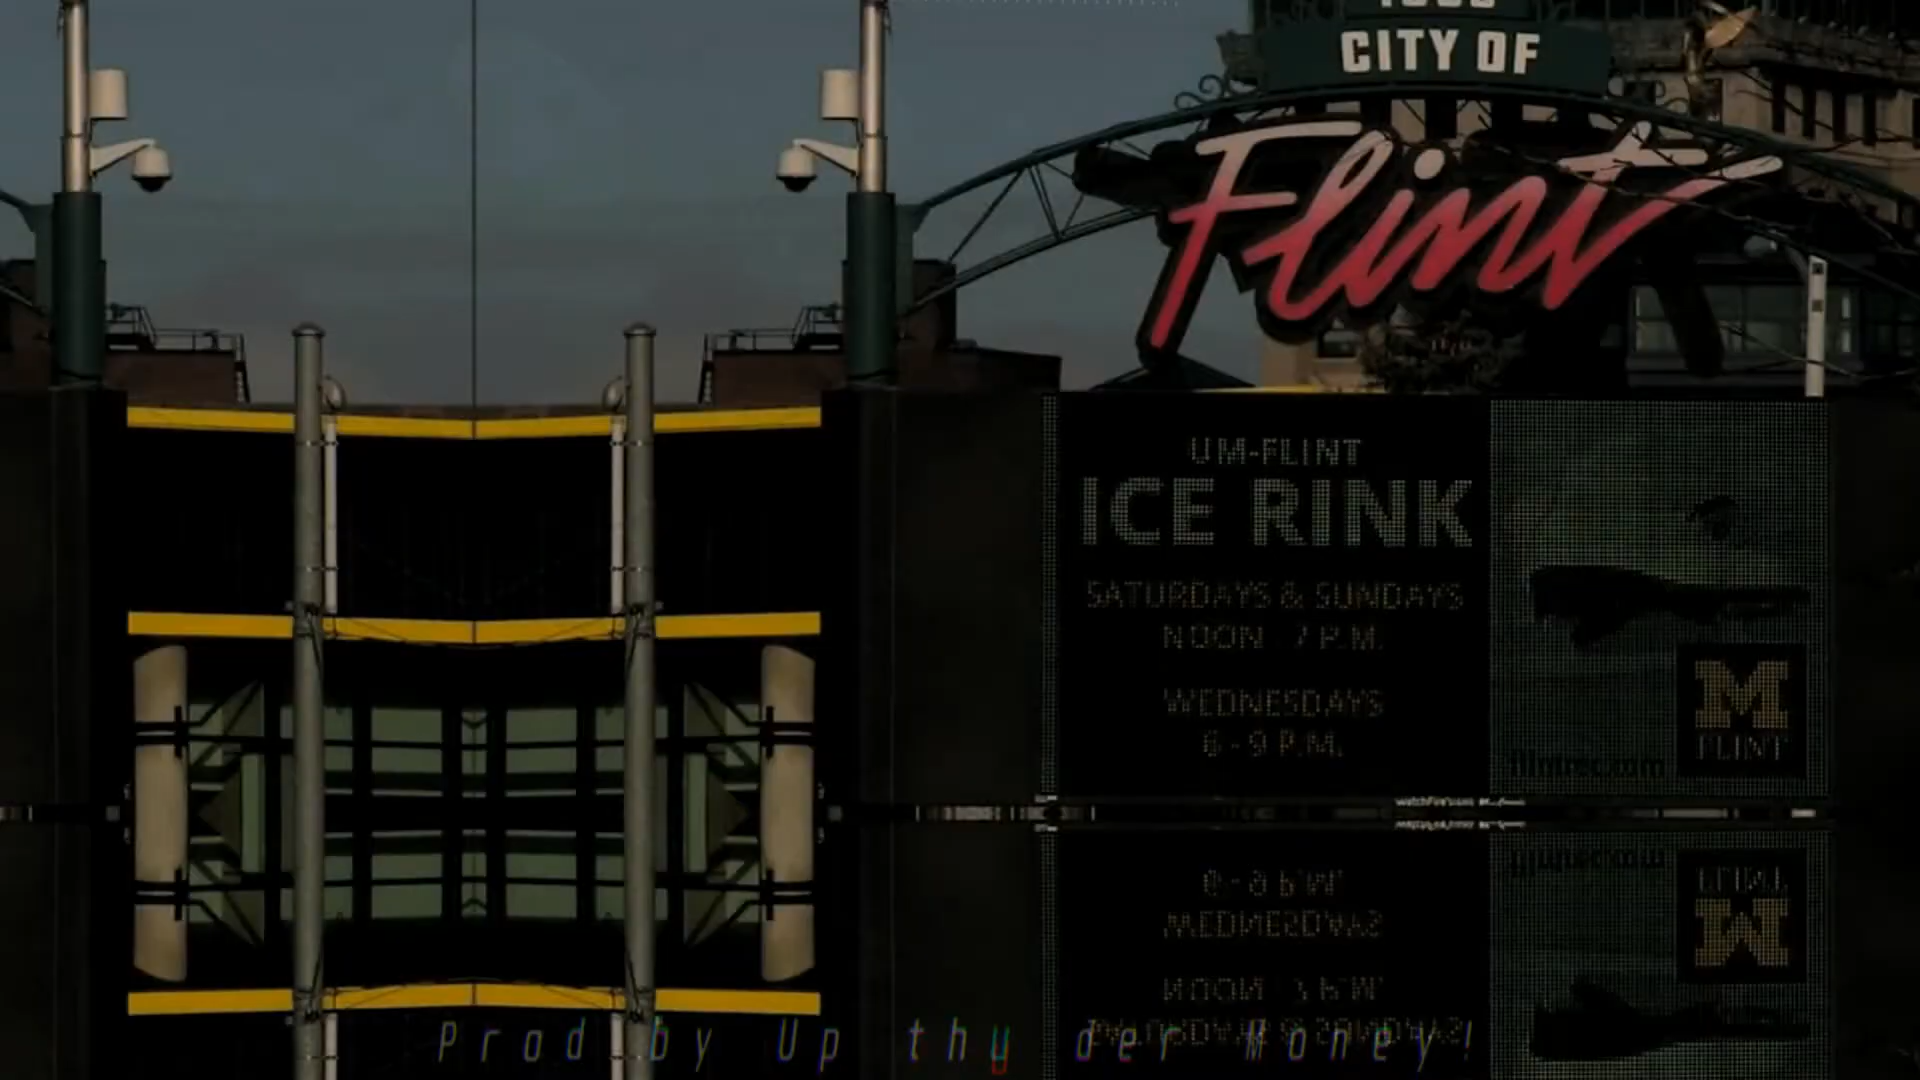 CITY OF
Flint
UM-FLINT
ICE RINK
SATURDAYS & SUNDAYS
NOON 7 P.M.
WEDNESDAYS
6 - 9 P.M.
M
FLINT
Prod by Up thy der Money!